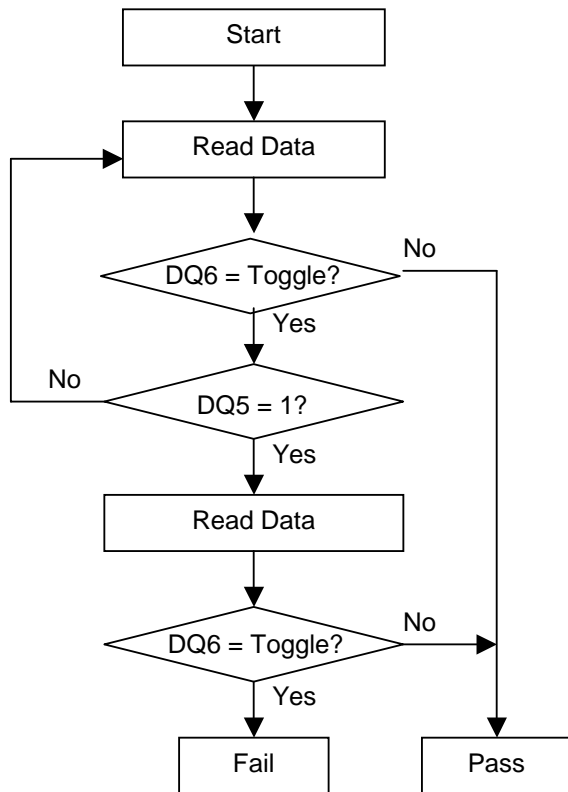 Start
Read Data
DQ6 = Toggle?
No
Yes
No
DQ5 = 1?
Yes
Read Data
DQ6 = Toggle?
No
Yes
Fail
Pass